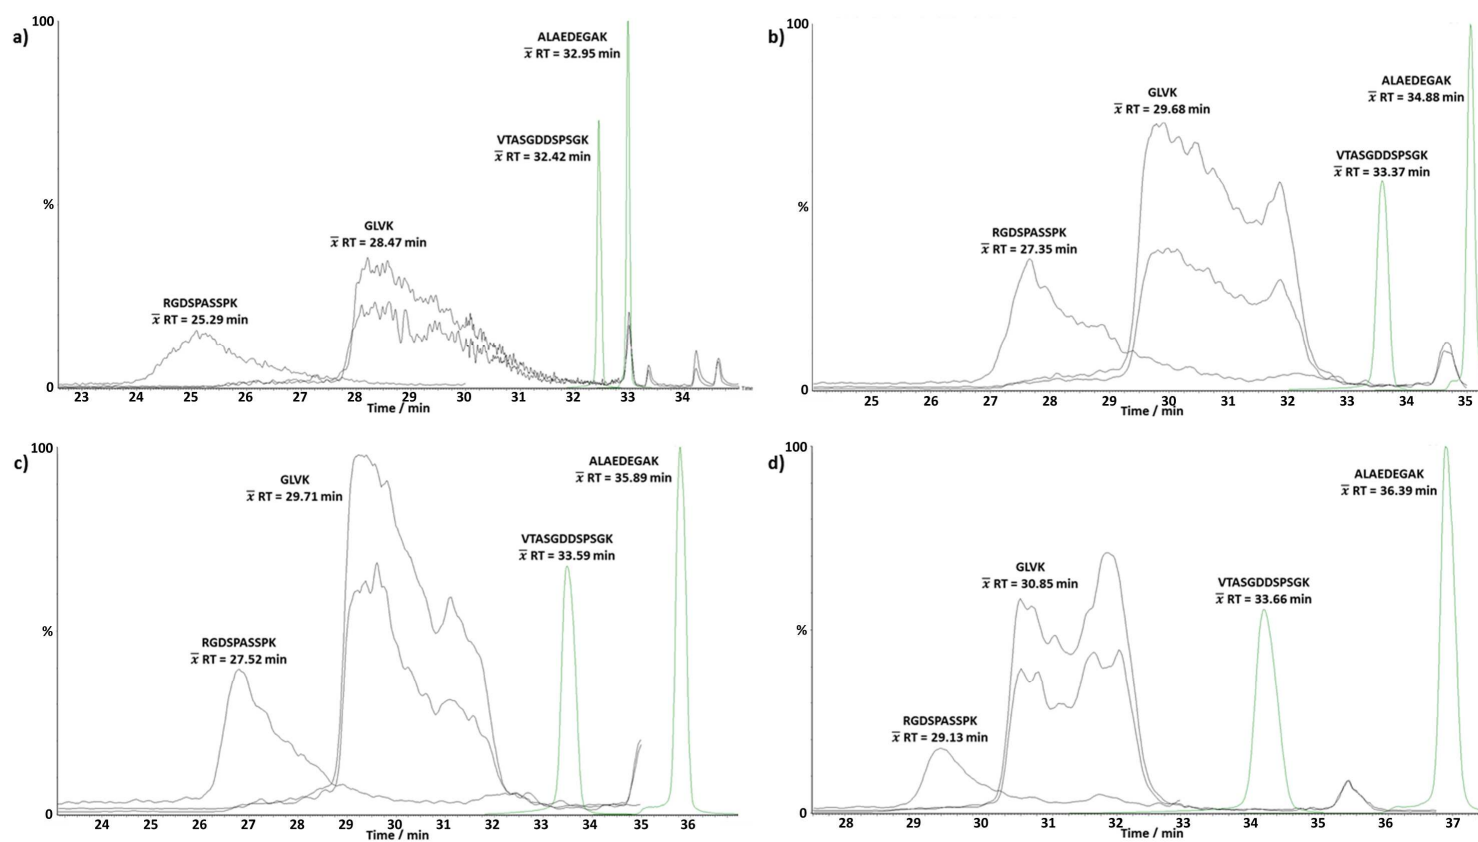 a)
100
%
0
ALAEDEGAK
x̅ RT = 32.95 min
VTASGDDSPSGK
x̅ RT = 32.42 min
GLVK
x̅ RT = 28.47 min
RGDSPASSPK
x̅ RT = 25.29 min
23 24 25 26 27 28 29 30 31 32 33 34
Time
Time / min
b)
100
%
0
ALAEDEGAK
x̅ RT = 34.88 min
GLVK
x̅ RT = 29.68 min
VTASGDDSPSGK
x̅ RT = 33.37 min
RGDSPASSPK
x̅ RT = 27.35 min
25 26 27 28 29 30 31 32 33 34 35
Time / min
c)
100
%
0
ALAEDEGAK
x̅ RT = 35.89 min
GLVK
x̅ RT = 29.71 min
VTASGDDSPSGK
x̅ RT = 33.59 min
RGDSPASSPK
x̅ RT = 27.52 min
24 25 26 27 28 29 30 31 32 33 34 35 36
Time / min
d)
100
%
0
ALAEDEGAK
x̅ RT = 36.39 min
GLVK
x̅ RT = 30.85 min
VTASGDDSPSGK
x̅ RT = 33.66 min
RGDSPASSPK
x̅ RT = 29.13 min
28 29 30 31 32 33 34 35 36 37
Time / min